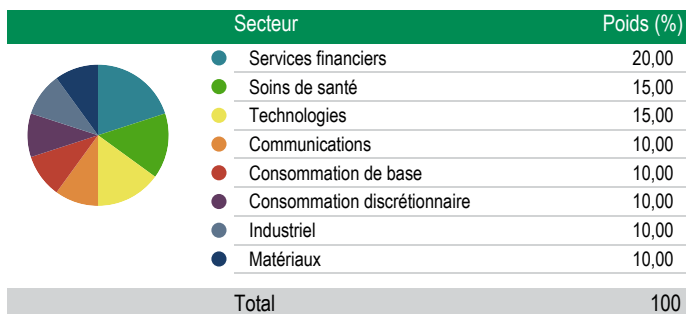 Secteur Poids (%)
Services financiers 20,00
Soins de santé 15,00
Technologies 15,00
Communications 10,00
Consommation de base 10,00
Consommation discrétionnaire 10,00
Industriel 10,00
Matériaux 10,00
Total 100